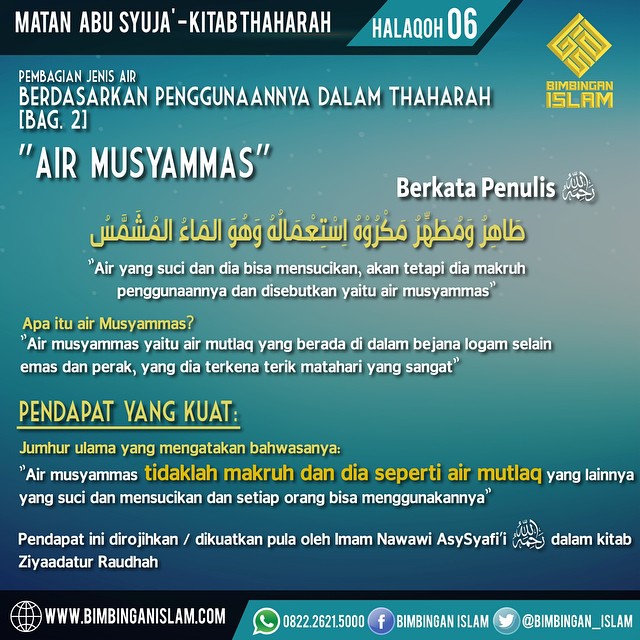 MATAN ABU SYUJA'-KITAB THAHARAH
HALAQOH 06
BIMBINGAN
ISLAM
PEMBAGIAN JENIS AIR
BERDASARKAN PENGGUNAANNYA DALAM THAHARAH
[BAG. 2]
"AIR MUSYAMMAS"
Berkata Penulis رحمه الله
طَاهِرٌ وَمُطَهِّرٌ مَكْرُوْهٌ اِسْتِعْمَالُهُ وَهُوَ المَاءُ المُشَمَّسُ
"Air yang suci dan dia bisa mensucikan, akan tetapi dia makruh
penggunaannya dan disebutkan yaitu air musyammas"
Apa itu air Musyammas?
"Air musyammas yaitu air mutlaq yang berada di dalam bejana logam selain
emas dan perak, yang dia terkena terik matahari yang sangat"
PENDAPAT YANG KUAT:
Jumhur ulama yang mengatakan bahwasanya:
"Air musyammas tidaklah makruh dan dia seperti air mutlaq yang lainnya
yang suci dan mensucikan dan setiap orang bisa menggunakannya"
Pendapat ini dirojihkan / dikuatkan pula oleh Imam Nawawi AsySyafi'i رحمه الله dalam kitab
Ziyaadatur Raudhah
WWW.BIMBINGANISLAM.COM
0822.2621.5000
BIMBINGAN ISLAM
@BIMBINGAN_ISLAM